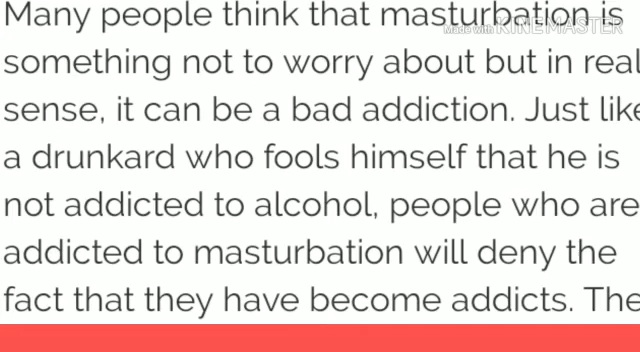 Many people think that masturbation is
Made with KINEMASTER
something not to worry about but in real
sense, it can be a bad addiction. Just like
a drunkard who fools himself that he is
not addicted to alcohol, people who are
addicted to masturbation will deny the
fact that they have become addicts. The